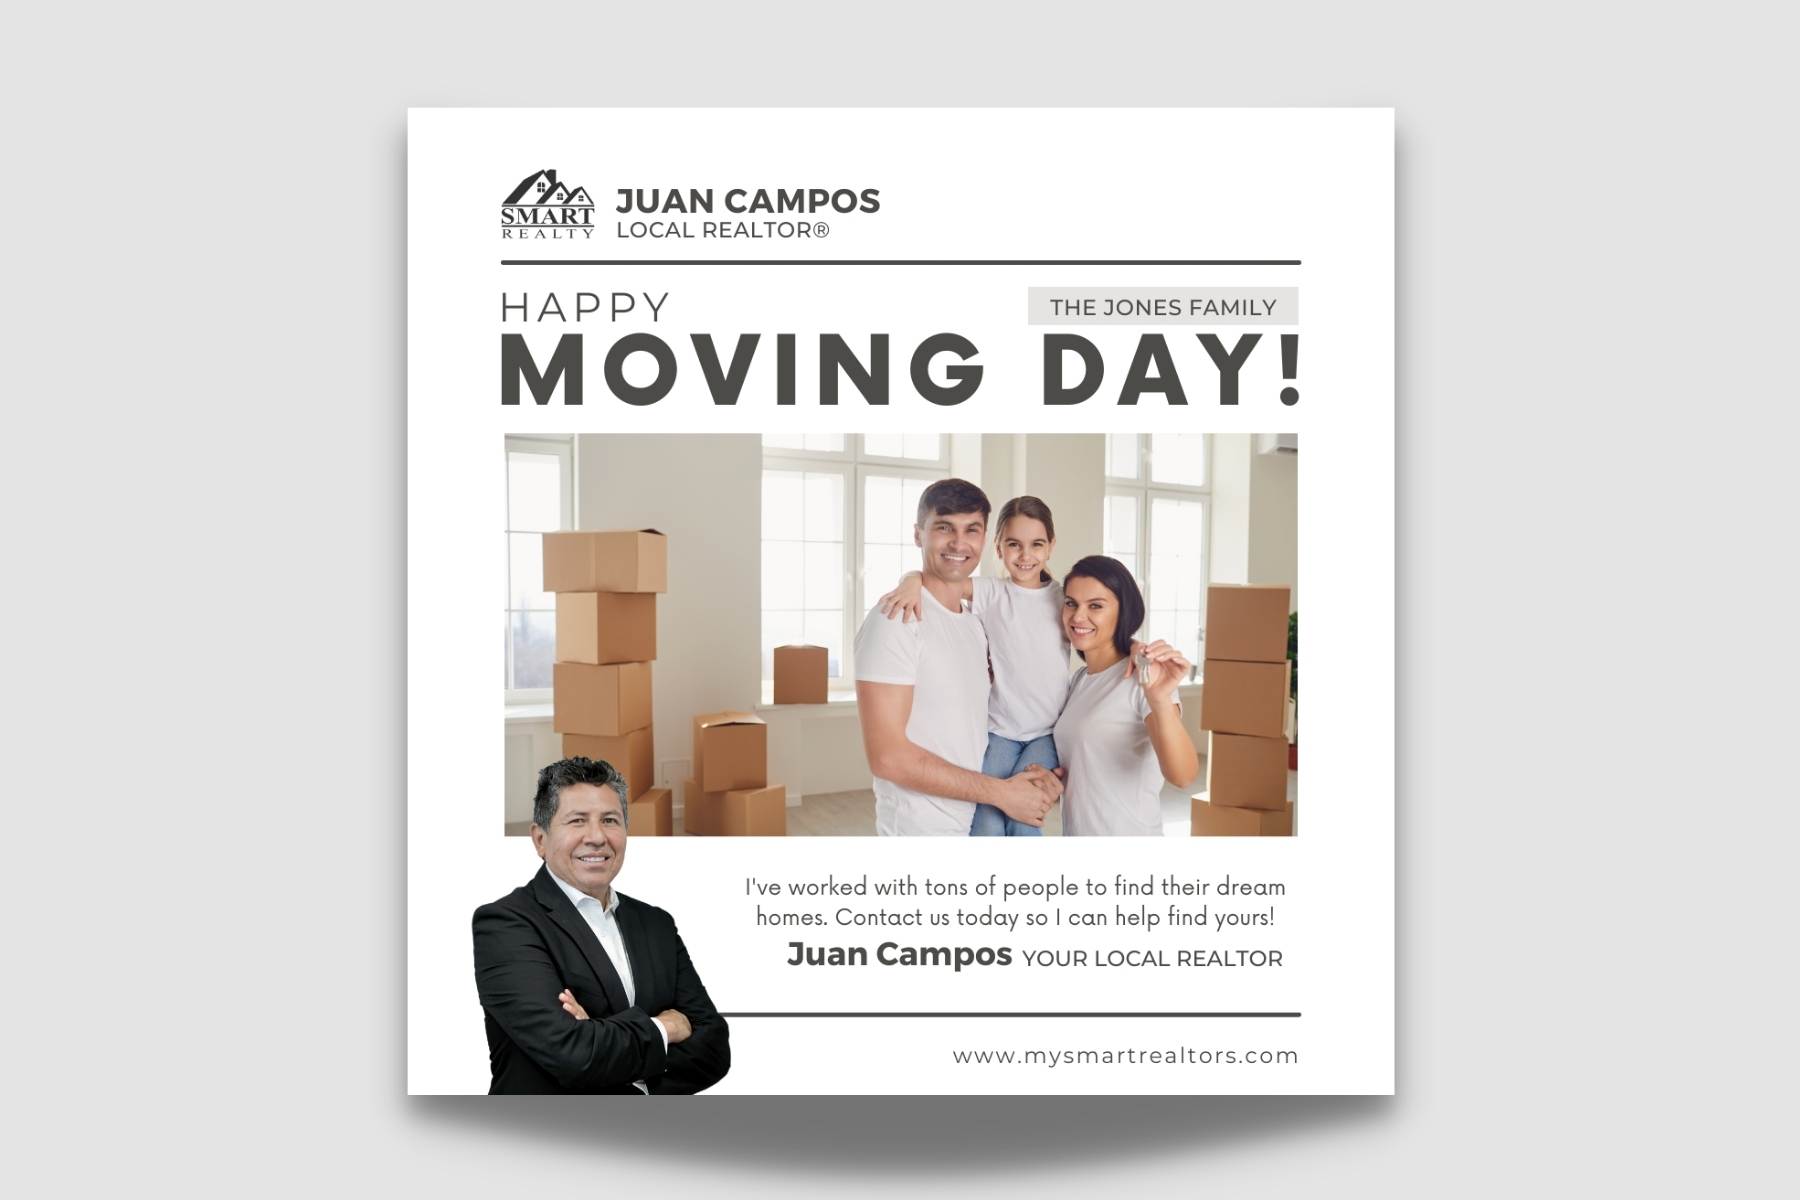 SMART
REALTY
JUAN CAMPOS
LOCAL REALTOR®
HAPPY
THE JONES FAMILY
MOVING DAY!
I've worked with tons of people to find their dream
homes. Contact us today so I can help find yours!
Juan Campos YOUR LOCAL REALTOR
www.mysmartrealtors.com